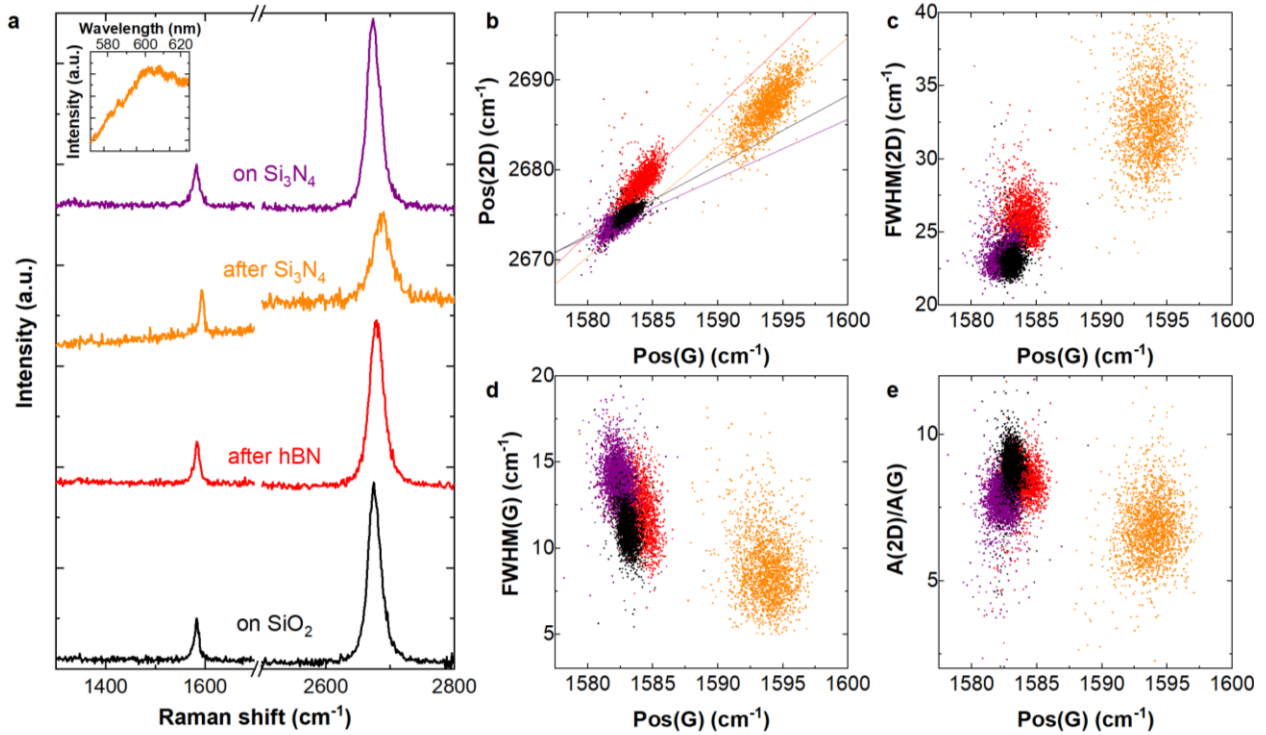 a
Wavelength (nm)
580 600 620
Intensity (a.u.)
on Si₃N₄
after Si₃N₄
after hBN
on SiO₂
Intensity (a.u.)
1400 1600 2600 2800
Raman shift (cm⁻¹)
b
2690
2680
2670
Pos(2D) (cm⁻¹)
1580 1585 1590 1595 1600
Pos(G) (cm⁻¹)
c
40
35
30
25
20
FWHM(2D) (cm⁻¹)
1580 1585 1590 1595 1600
Pos(G) (cm⁻¹)
d
20
15
10
5
FWHM(G) (cm⁻¹)
1580 1585 1590 1595 1600
Pos(G) (cm⁻¹)
e
10
5
A(2D)/A(G)
1580 1585 1590 1595 1600
Pos(G) (cm⁻¹)